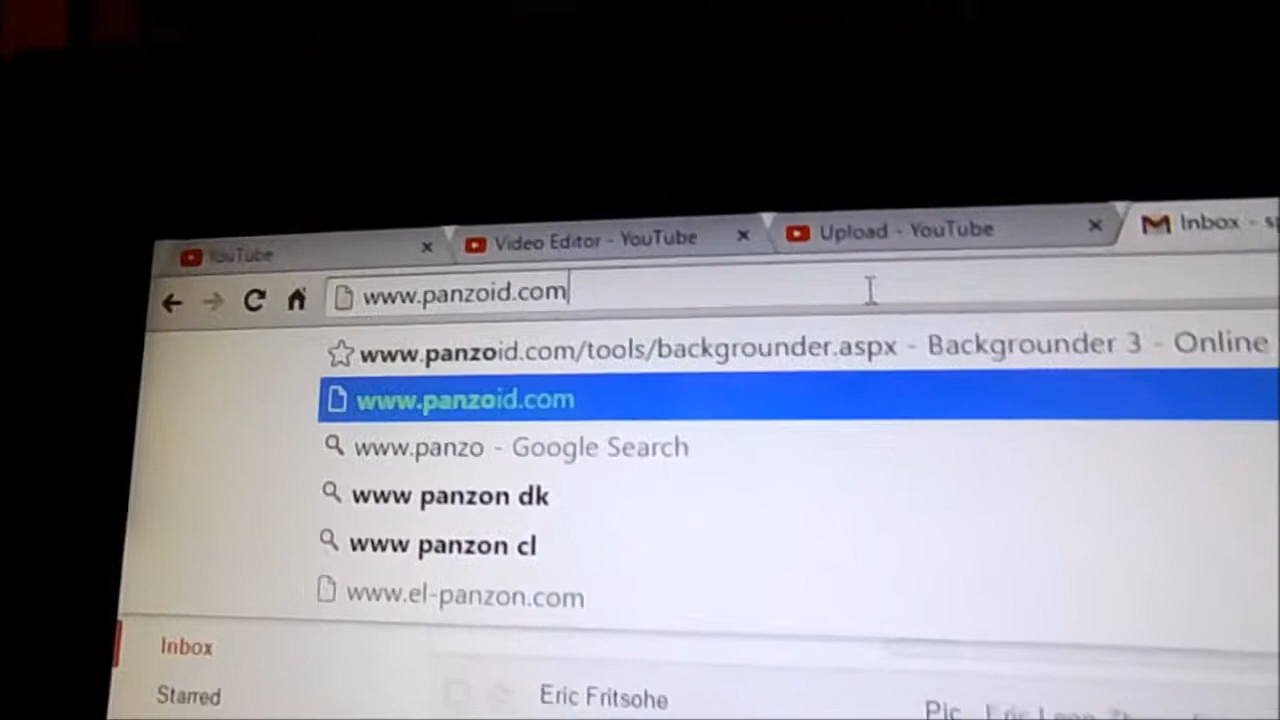 YouTube
Video Editor - YouTube
Upload - YouTube
Inbox - s
www.panzoid.com
www.panzoid.com/tools/backgrounder.aspx - Backgrounder 3 - Online
www.panzoid.com
www.panzo - Google Search
www panzon dk
www panzon cl
www.el-panzon.com
Inbox
Starred
Eric Fritsohe
Pic